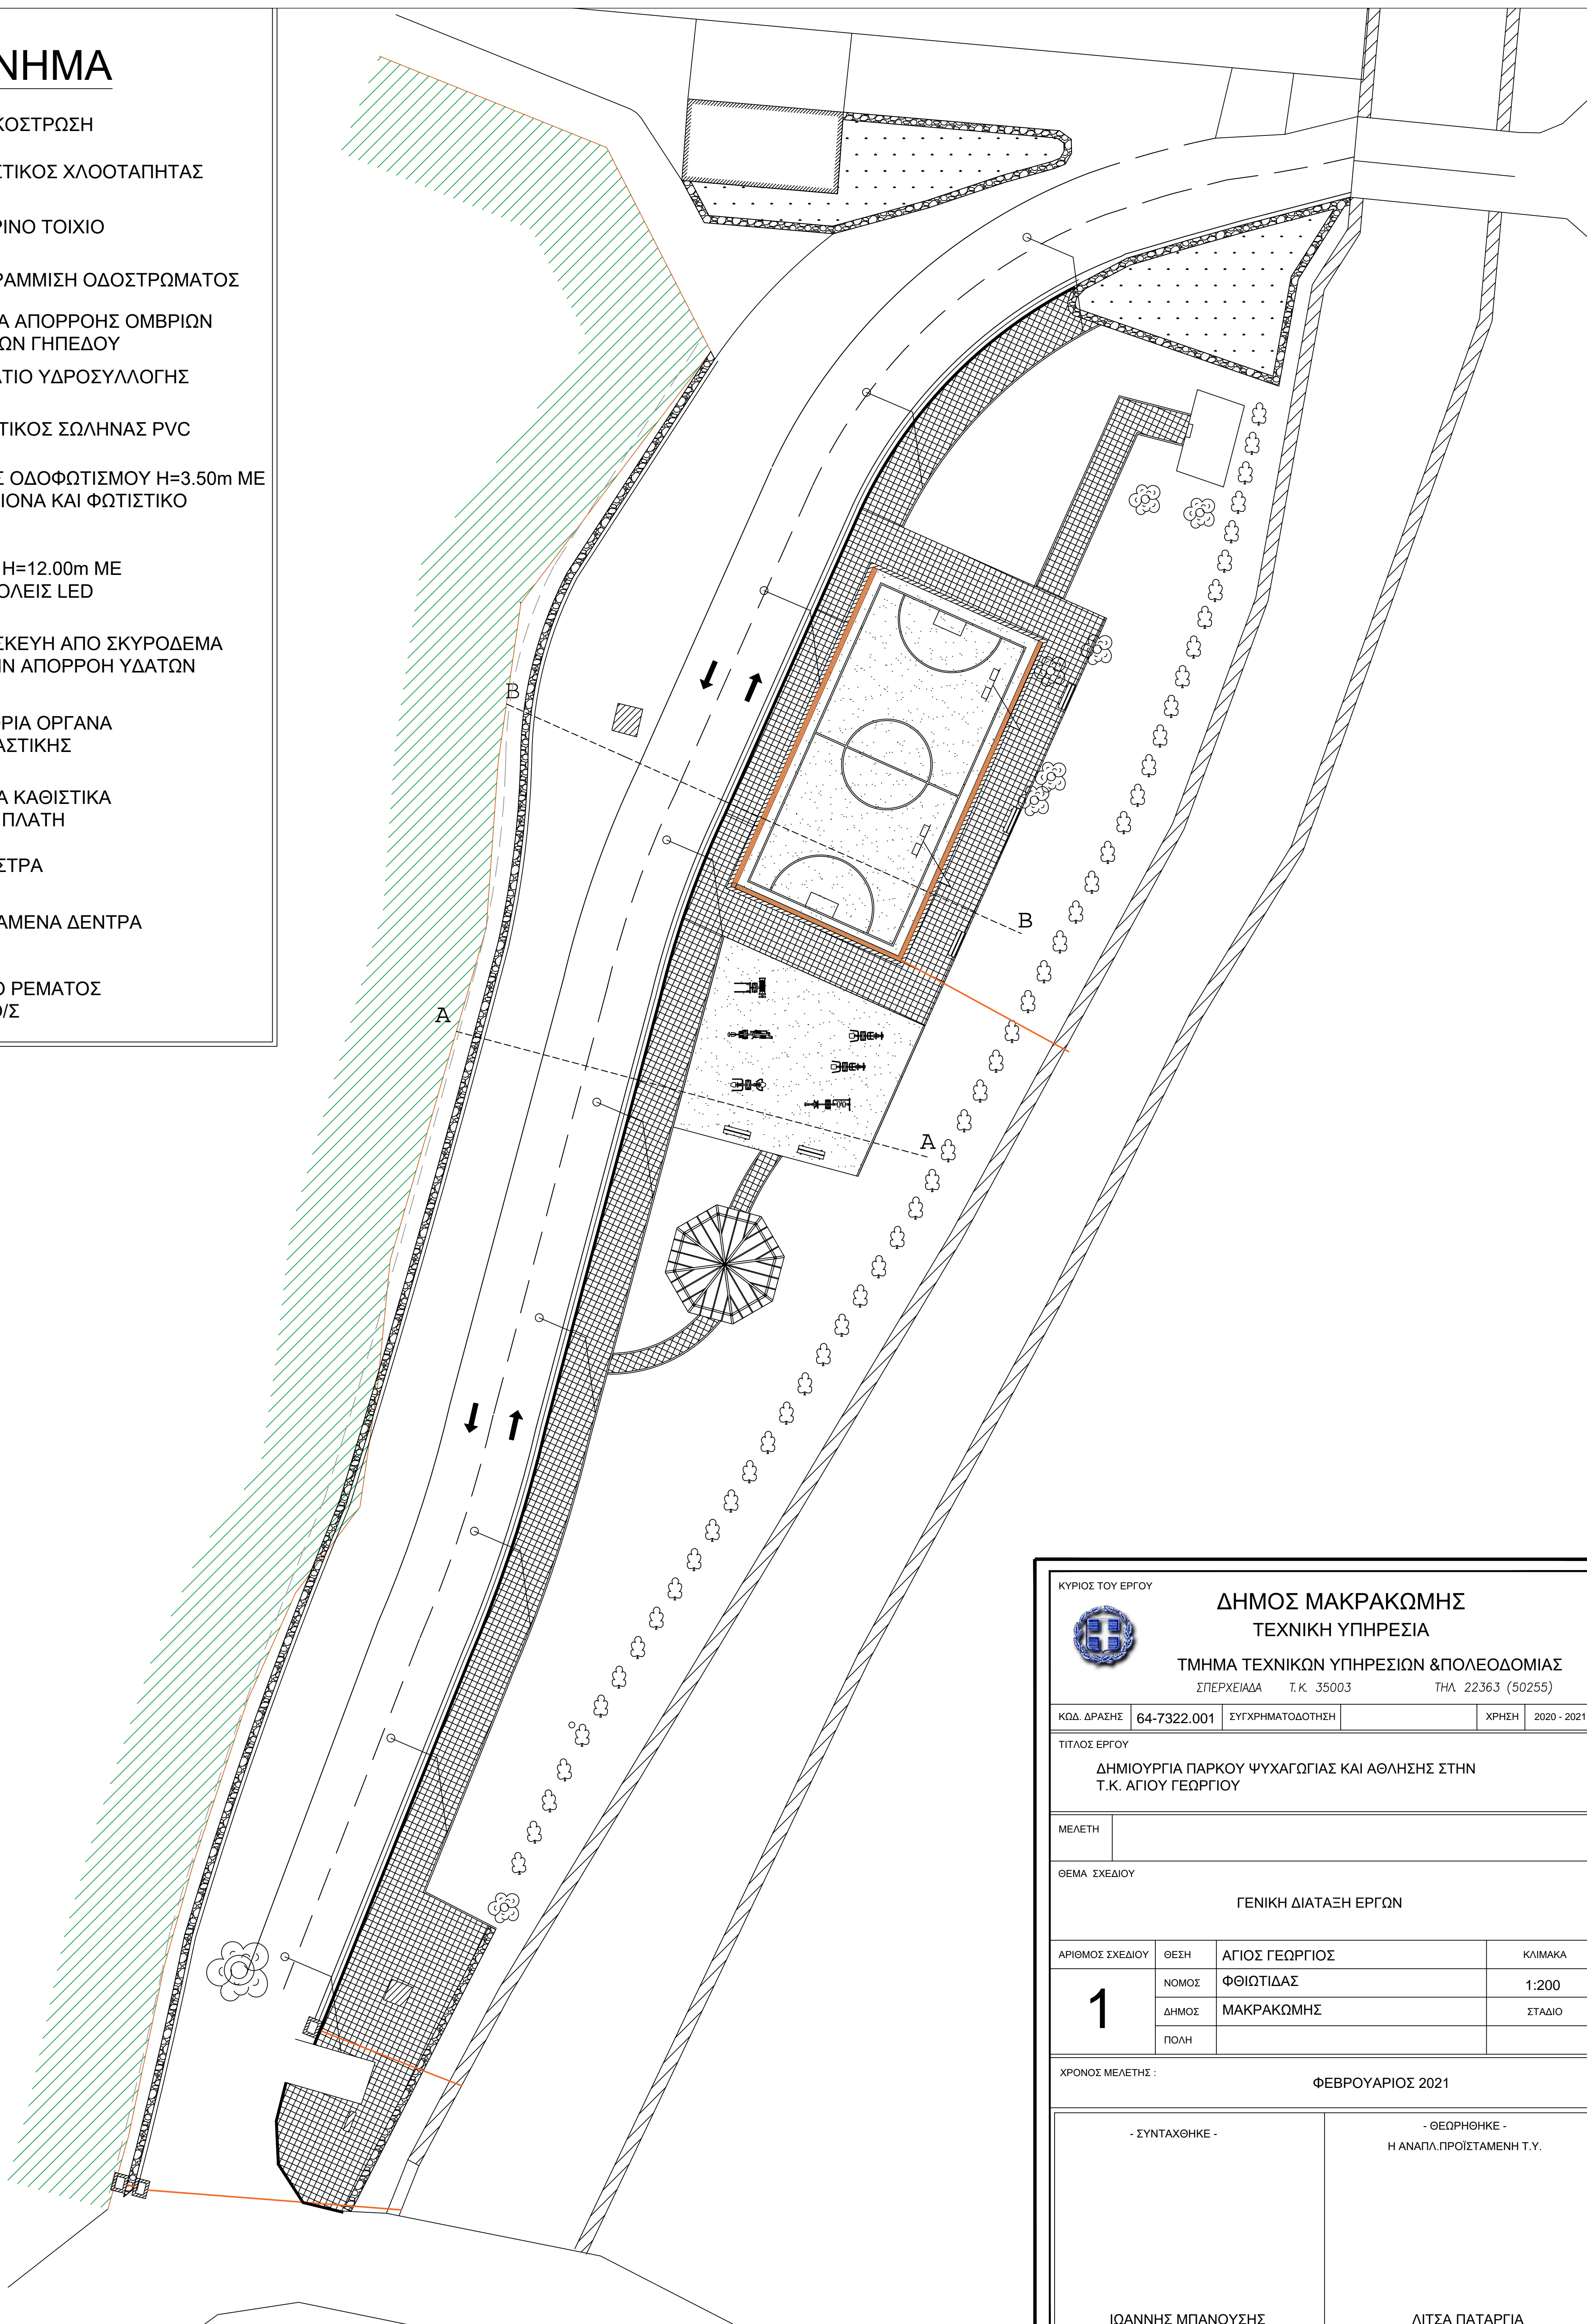 ΝΗΜΑ
ΚΟΣΤΡΩΣΗ
ΣΤΙΚΟΣ ΧΛΟΟΤΑΠΗΤΑΣ
ΡΙΝΟ ΤΟΙΧΙΟ
ΡΑΜΜΙΣΗ ΟΔΟΣΤΡΩΜΑΤΟΣ
Α ΑΠΟΡΡΟΗΣ ΟΜΒΡΙΩΝ
ΩΝ ΓΗΠΕΔΟΥ
ΑΤΙΟ ΥΔΡΟΣΥΛΛΟΓΗΣ
ΤΙΚΟΣ ΣΩΛΗΝΑΣ PVC
Σ ΟΔΟΦΩΤΙΣΜΟΥ Η=3.50m ΜΕ
ΙΟΝΑ ΚΑΙ ΦΩΤΙΣΤΙΚΟ
Η=12.00m ΜΕ
ΟΛΕΙΣ LED
ΣΚΕΥΗ ΑΠΟ ΣΚΥΡΟΔΕΜΑ
ΙΝ ΑΠΟΡΡΟΗ ΥΔΑΤΩΝ
ΟΡΙΑ ΟΡΓΑΝΑ
ΑΣΤΙΚΗΣ
Α ΚΑΘΙΣΤΙΚΑ
ΠΛΑΤΗ
ΣΤΡΑ
ΑΜΕΝΑ ΔΕΝΤΡΑ
Ο ΡΕΜΑΤΟΣ
Ο/Σ
B
B
A
A
ΚΥΡΙΟΣ ΤΟΥ ΕΡΓΟΥ
ΔΗΜΟΣ ΜΑΚΡΑΚΩΜΗΣ
ΤΕΧΝΙΚΗ ΥΠΗΡΕΣΙΑ
ΤΜΗΜΑ ΤΕΧΝΙΚΩΝ ΥΠΗΡΕΣΙΩΝ &ΠΟΛΕΟΔΟΜΙΑΣ
ΣΠΕΡΧΕΙΑΔΑ Τ.Κ. 35003 ΤΗΛ 22363 (50255)
ΚΩΔ. ΔΡΑΣΗΣ 64-7322.001 ΣΥΓΧΡΗΜΑΤΟΔΟΤΗΣΗ ΧΡΗΣΗ 2020 - 2021
ΤΙΤΛΟΣ ΕΡΓΟΥ
ΔΗΜΙΟΥΡΓΙΑ ΠΑΡΚΟΥ ΨΥΧΑΓΩΓΙΑΣ ΚΑΙ ΑΘΛΗΣΗΣ ΣΤΗΝ
Τ.Κ. ΑΓΙΟΥ ΓΕΩΡΓΙΟΥ
ΜΕΛΕΤΗ
ΘΕΜΑ ΣΧΕΔΙΟΥ
ΓΕΝΙΚΗ ΔΙΑΤΑΞΗ ΕΡΓΩΝ
ΑΡΙΘΜΟΣ ΣΧΕΔΙΟΥ ΘΕΣΗ ΑΓΙΟΣ ΓΕΩΡΓΙΟΣ ΚΛΙΜΑΚΑ
1 ΝΟΜΟΣ ΦΘΙΩΤΙΔΑΣ 1:200
ΔΗΜΟΣ ΜΑΚΡΑΚΩΜΗΣ ΣΤΑΔΙΟ
ΠΟΛΗ
ΧΡΟΝΟΣ ΜΕΛΕΤΗΣ :
ΦΕΒΡΟΥΑΡΙΟΣ 2021
- ΣΥΝΤΑΧΘΗΚΕ -
- ΘΕΩΡΗΘΗΚΕ -
Η ΑΝΑΠΛ.ΠΡΟΪΣΤΑΜΕΝΗ Τ.Υ.
ΙΩΑΝΝΗΣ ΜΠΑΝΟΥΣΗΣ ΛΙΤΣΑ ΠΑΤΑΡΓΙΑ